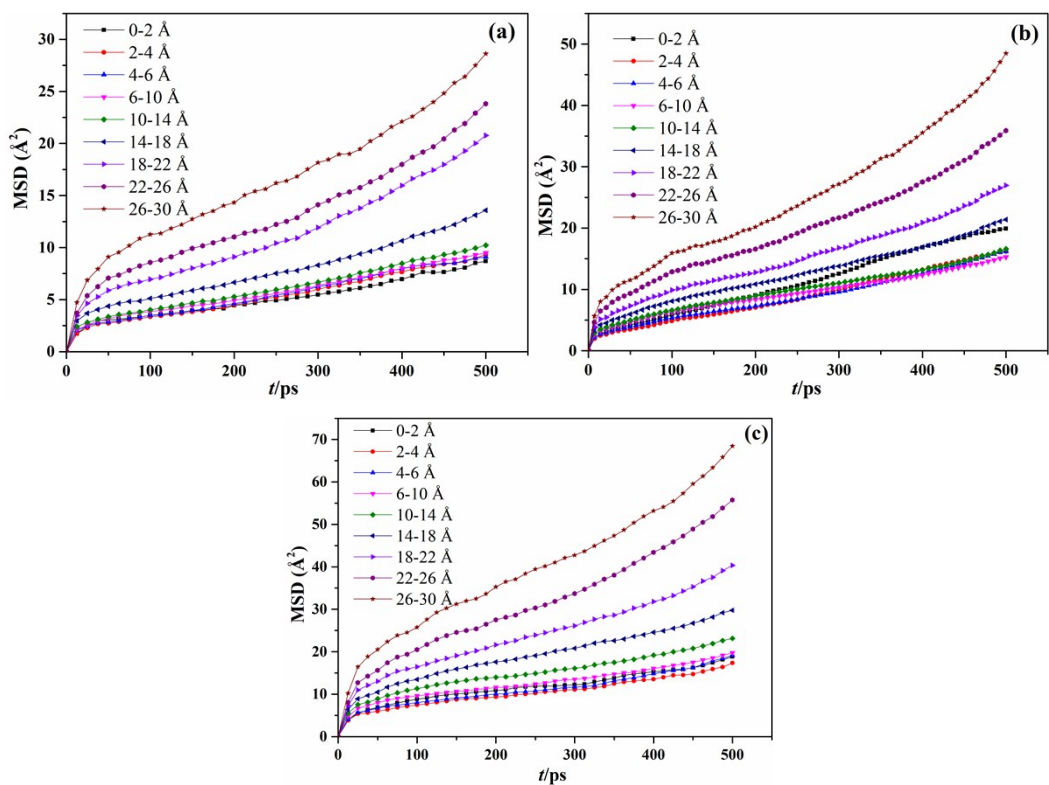 (a)
MSD (Å²)
30
25
20
15
10
5
0
0-2 Å
2-4 Å
4-6 Å
6-10 Å
10-14 Å
14-18 Å
18-22 Å
22-26 Å
26-30 Å
0 100 200 300 400 500
t/ps
(b)
MSD (Å²)
50
40
30
20
10
0
0-2 Å
2-4 Å
4-6 Å
6-10 Å
10-14 Å
14-18 Å
18-22 Å
22-26 Å
26-30 Å
0 100 200 300 400 500
t/ps
(c)
MSD (Å²)
70
60
50
40
30
20
10
0
0-2 Å
2-4 Å
4-6 Å
6-10 Å
10-14 Å
14-18 Å
18-22 Å
22-26 Å
26-30 Å
0 100 200 300 400 500
t/ps